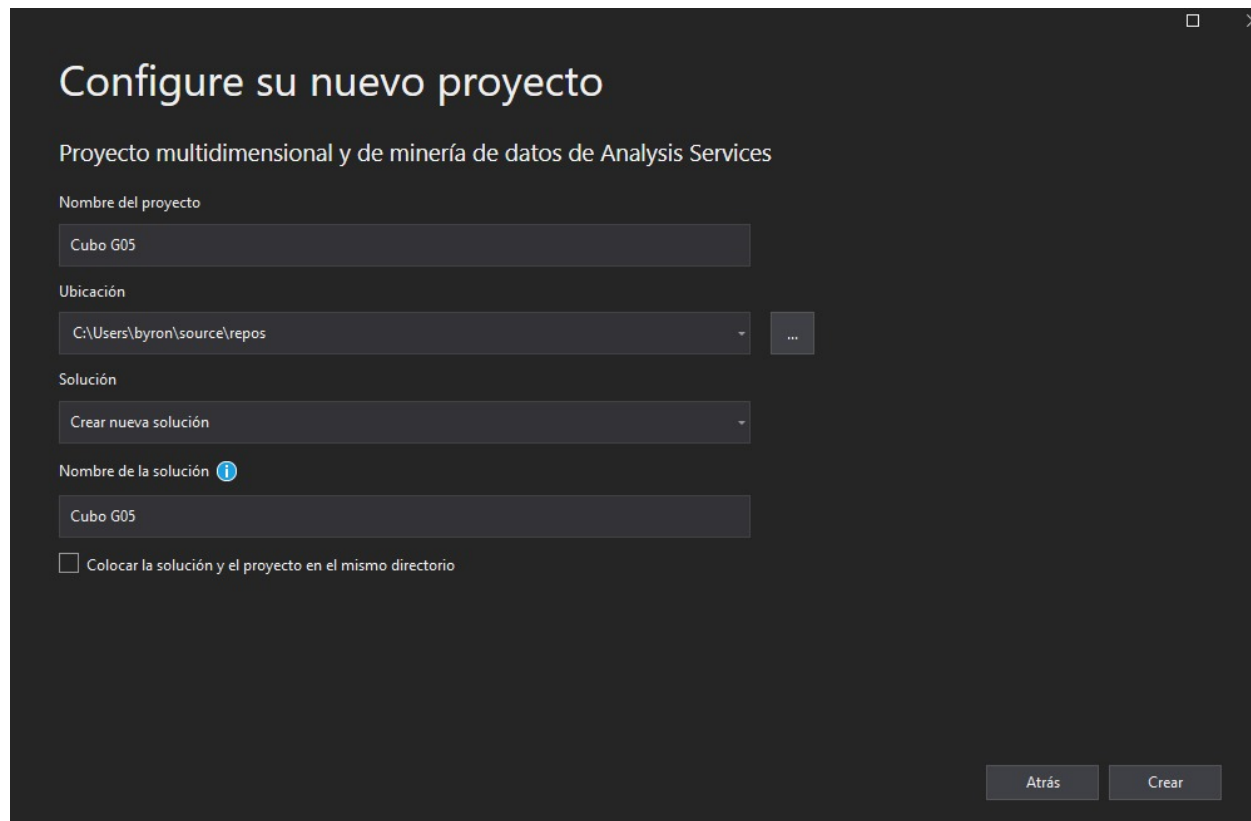 Configure su nuevo proyecto
Proyecto multidimensional y de minería de datos de Analysis Services
Nombre del proyecto
Cubo G05
Ubicación
C:\Users\byron\source\repos
...
Solución
Crear nueva solución
Nombre de la solución
Cubo G05
Colocar la solución y el proyecto en el mismo directorio
Atrás
Crear